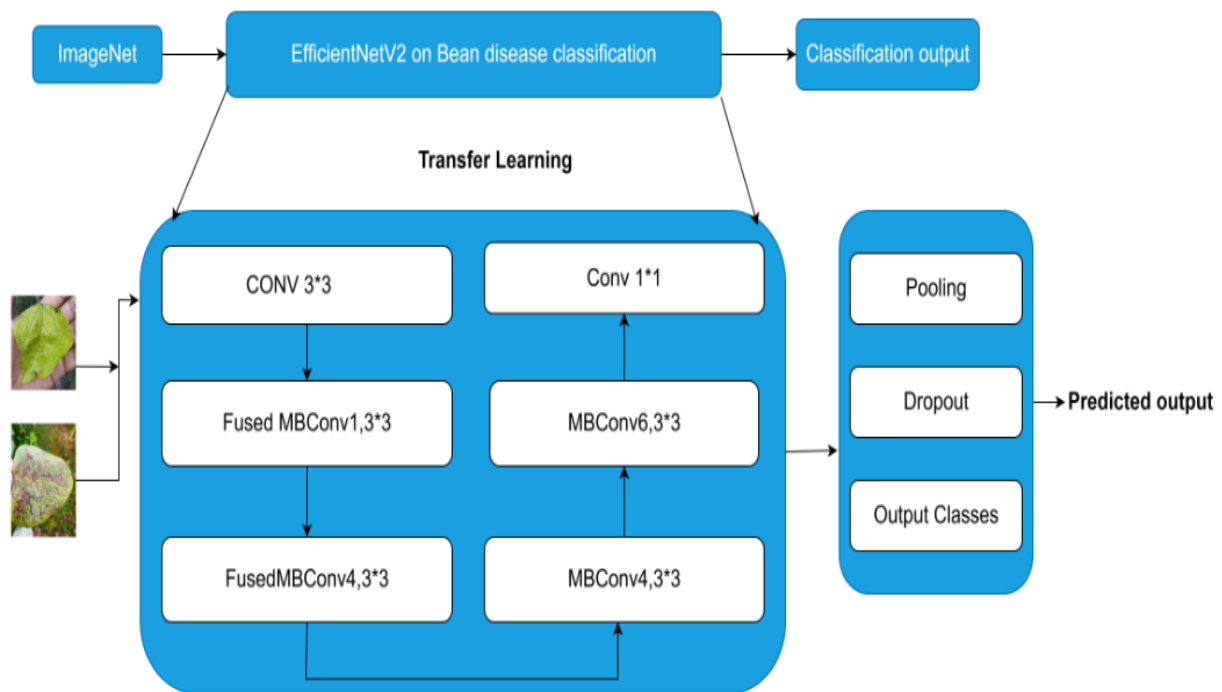 ImageNet
EfficientNetV2 on Bean disease classification
Classification output
Transfer Learning
CONV 3*3
Conv 1*1
Fused MBConv1,3*3
MBConv6,3*3
FusedMBConv4,3*3
MBConv4,3*3
Pooling
Dropout
Output Classes
Predicted output